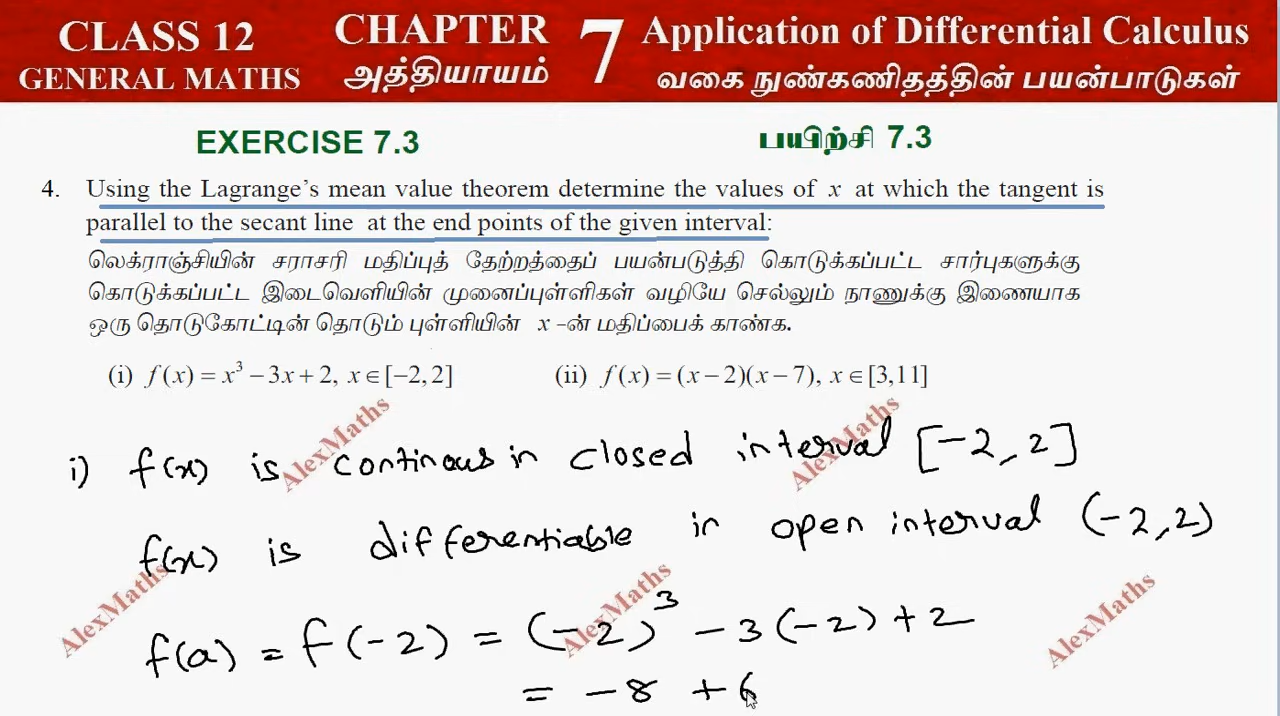 CLASS 12
GENERAL MATHS
CHAPTER
அத்தியாயம்
7
Application of Differential Calculus
வகை நுண்கணிதத்தின் பயன்பாடுகள்
EXERCISE 7.3
பயிற்சி 7.3
4. Using the Lagrange's mean value theorem determine the values of x at which the tangent is
parallel to the secant line at the end points of the given interval:
லெக்ராஞ்சியின் சராசரி மதிப்புத் தேற்றத்தைப் பயன்படுத்தி கொடுக்கப்பட்ட சார்புகளுக்கு
கொடுக்கப்பட்ட இடைவெளியின் முனைப்புள்ளிகள் வழியே செல்லும் நாணுக்கு இணையாக
ஒரு தொடுகோட்டின் தொடும் புள்ளியின் x -ன் மதிப்பைக் காண்க.
(i) f(x) = x³ − 3x + 2, x ∈ [−2, 2] (ii) f(x) = (x − 2)(x − 7), x ∈ [3, 11]
AlexMaths AlexMaths
i) f(x) is continous in closed interval [-2, 2]
f(x) is differentiable in open interval (-2, 2)
AlexMaths AlexMaths AlexMaths
f(a) = f(-2) = (-2)³ - 3(-2) + 2
= -8 + 6